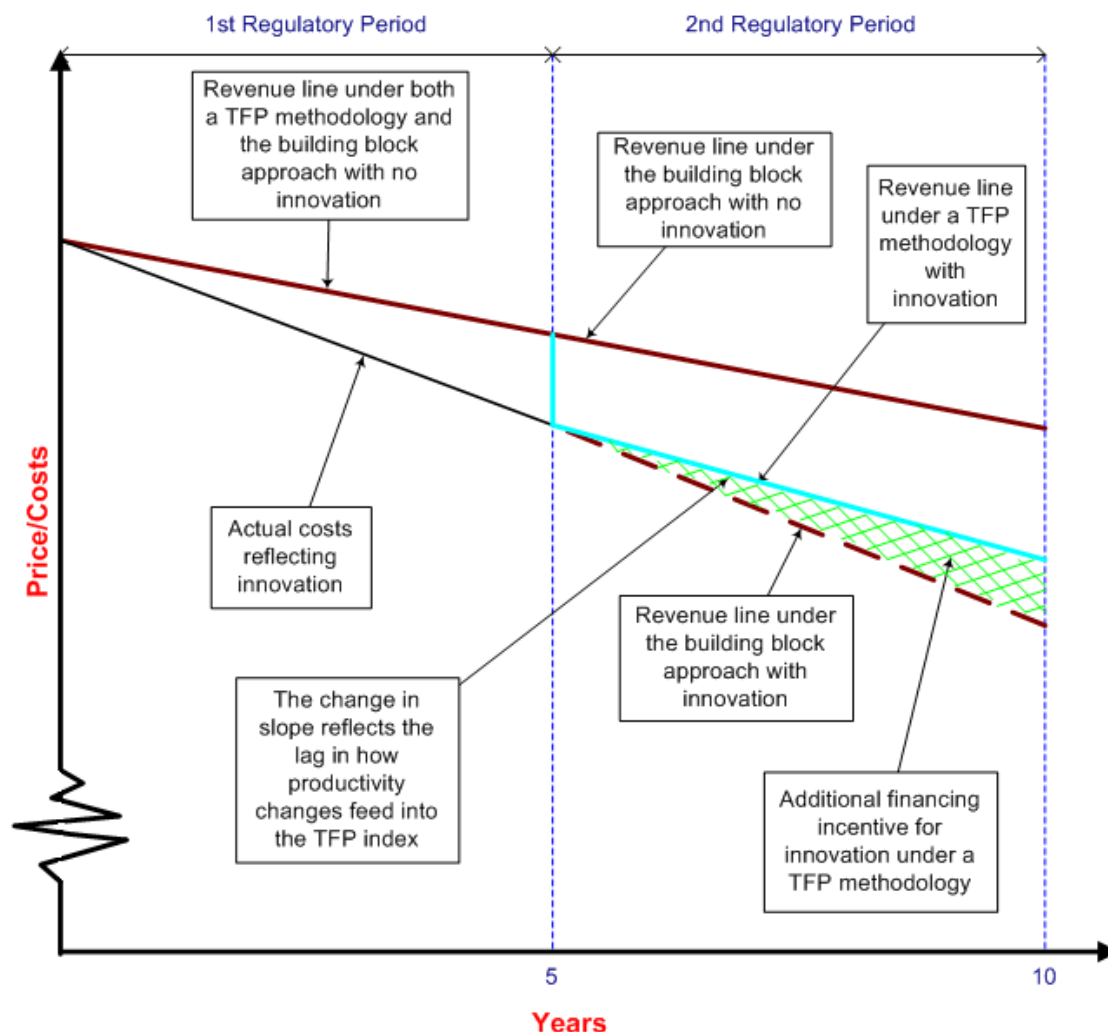 1st Regulatory Period
2nd Regulatory Period
Revenue line under both
a TFP methodology and
the building block
approach with no
innovation
Revenue line under
the building block
approach with no
innovation
Revenue line
under a TFP
methodology
with
innovation
Price/Costs
Actual costs
reflecting
innovation
Revenue line under
the building block
approach with
innovation
The change in
slope reflects the
lag in how
productivity
changes feed into
the TFP index
Additional financing
incentive for
innovation under a
TFP methodology
5
10
Years